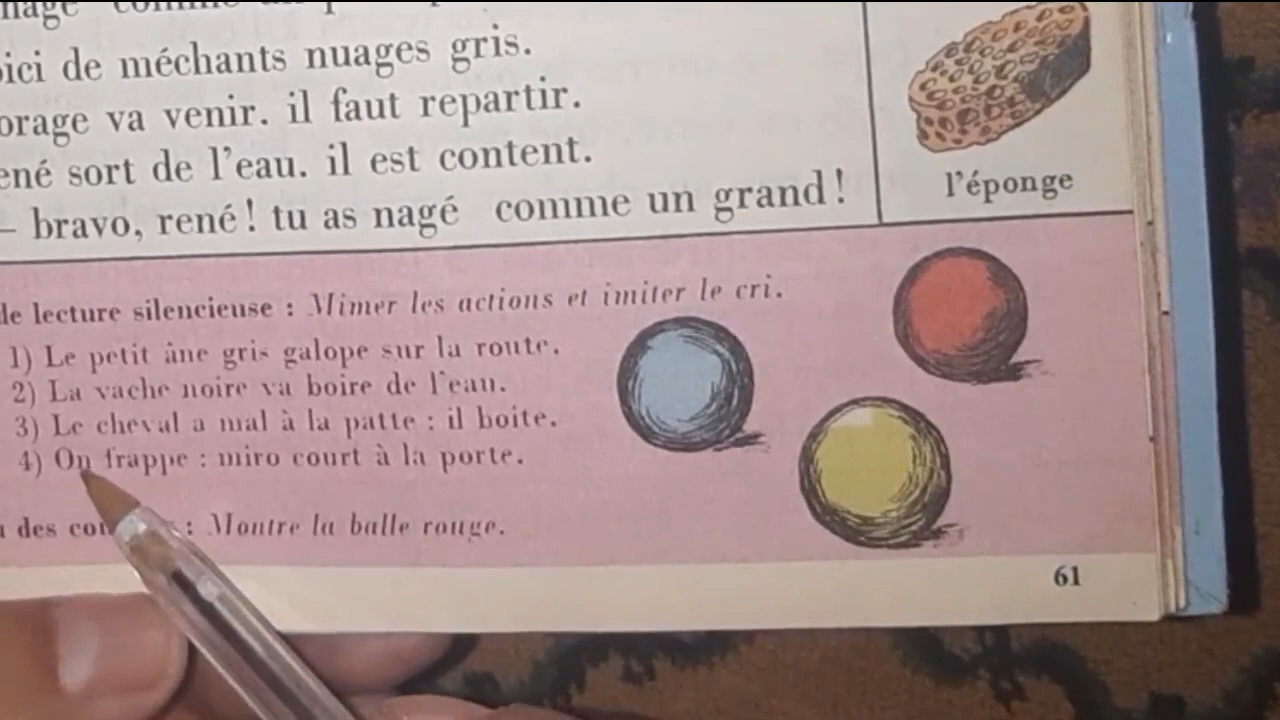 de méchants nuages gris.
va venir. il faut repartir.
sort de l'eau. il est content.
– bravo, rené ! tu as nagé comme un grand !
l'éponge
de lecture silencieuse : Mimer les actions et imiter le cri.
1) Le petit âne gris galope sur la route.
2) La vache noire va boire de l'eau.
3) Le cheval a mal à la patte : il boite.
4) On frappe : miro court à la porte.
des : Montre la balle rouge.
61